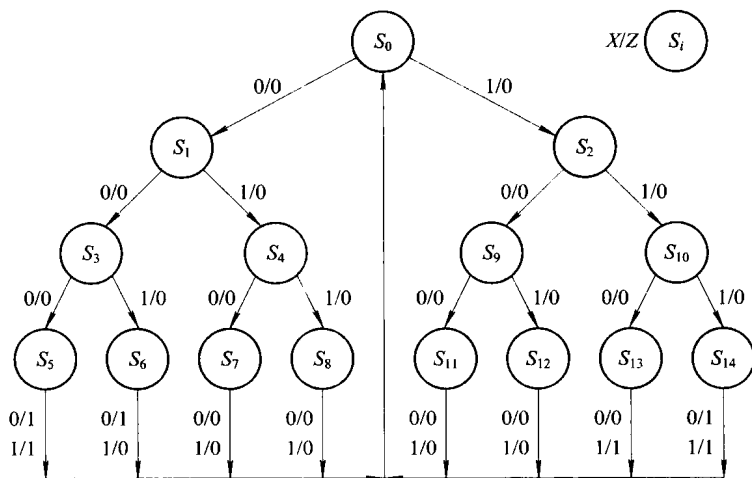 S₀ X/Z Sᵢ
0/0 1/0
S₁ S₂
0/0 1/0 0/0 1/0
S₃ S₄ S₉ S₁₀
0/0 1/0 0/0 1/0 0/0 1/0 0/0 1/0
S₅ S₆ S₇ S₈ S₁₁ S₁₂ S₁₃ S₁₄
0/1 0/1 0/0 0/0 0/0 0/0 0/0 0/1
1/1 1/0 1/0 1/0 1/0 1/0 1/1 1/1